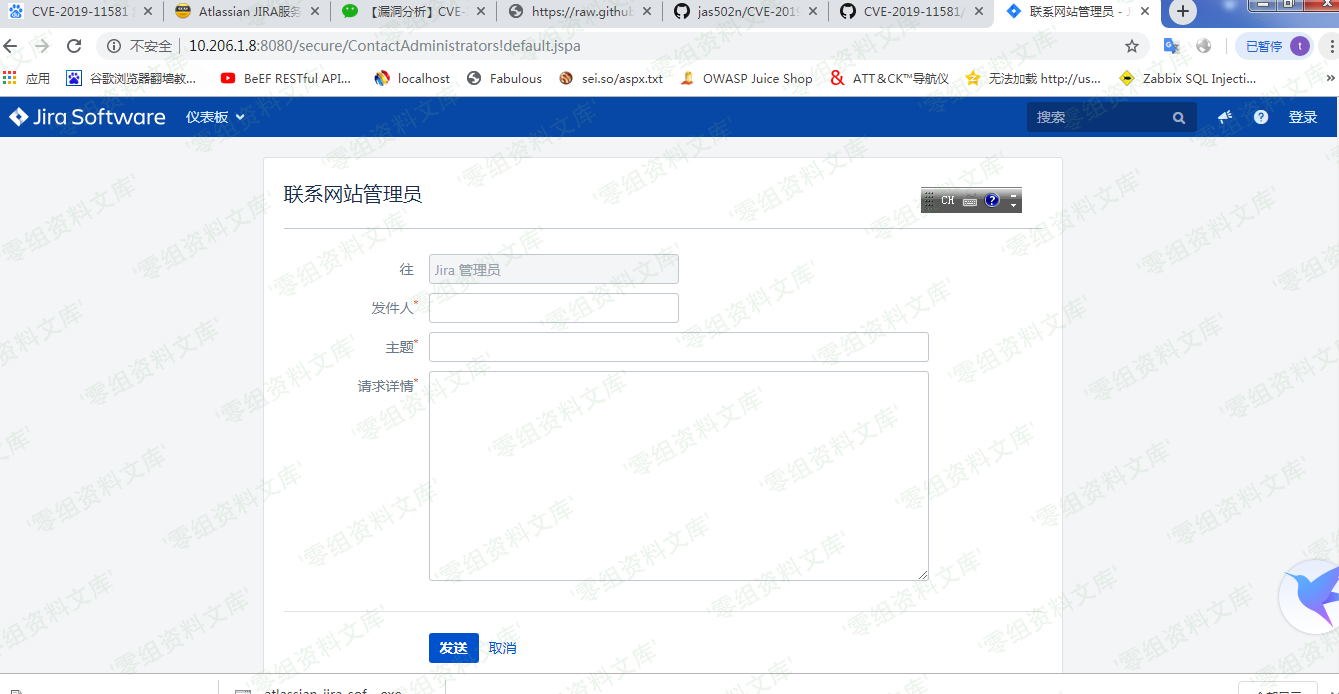 CVE-2019-11581
Atlassian JIRA服务
【漏洞分析】CVE-
https://raw.githu
jas502n/CVE-2019
CVE-2019-11581/
联系网站管理员 - J
不安全 | 10.206.1.8:8080/secure/ContactAdministrators!default.jspa
已暂停 t
应用 谷歌浏览器翻墙教... BeEF RESTful API... localhost Fabulous sei.so/aspx.txt OWASP Juice Shop ATT＆CK™导航仪 无法加载 http://us... Zabbix SQL Injecti... »
Jira Software 仪表板 搜索 登录
联系网站管理员
CH
往 Jira 管理员
发件人*
主题*
请求详情*
发送 取消
零组资料文库